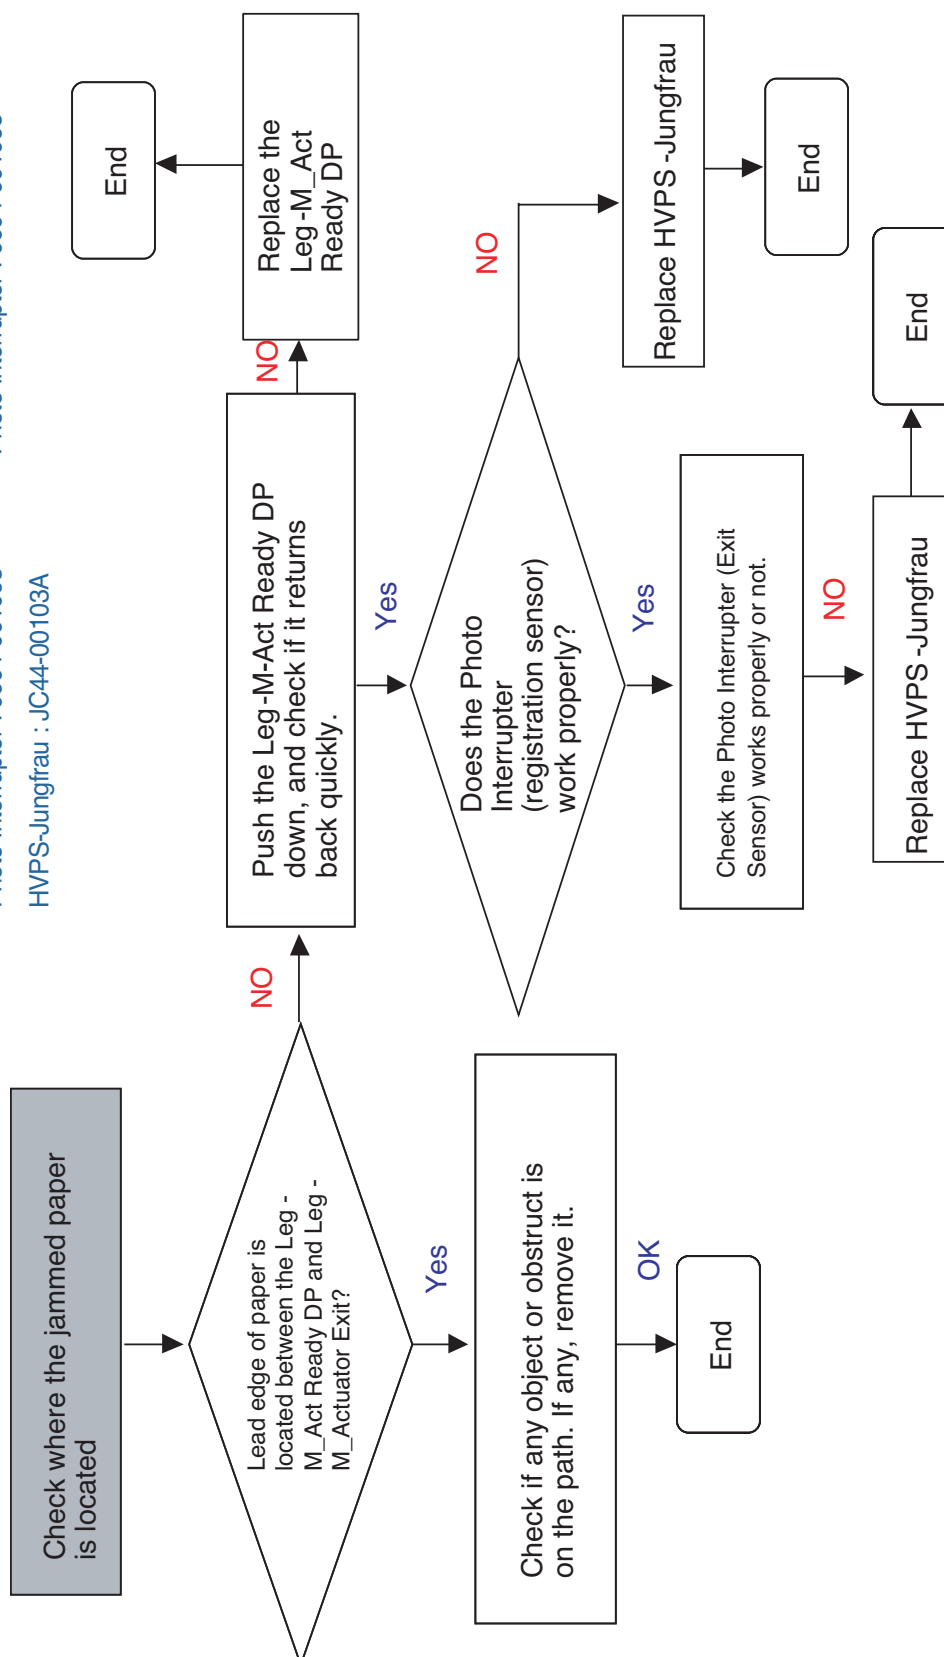 HVPS-Jungfrau : JC44-00103A
Check where the jammed paper
is located
Lead edge of paper is
located between the Leg -
M_Act Ready DP and Leg -
M_Actuator Exit?
NO
Yes
Check if any object or obstruct is
on the path. If any, remove it.
OK
End
Push the Leg-M-Act Ready DP
down, and check if it returns
back quickly.
NO
Replace the
Leg-M_Act
Ready DP
End
Yes
Does the Photo
Interrupter
(registration sensor)
work properly?
NO
Replace HVPS -Jungfrau
End
Yes
Check the Photo Interrupter (Exit
Sensor) works properly or not.
NO
Replace HVPS -Jungfrau
End